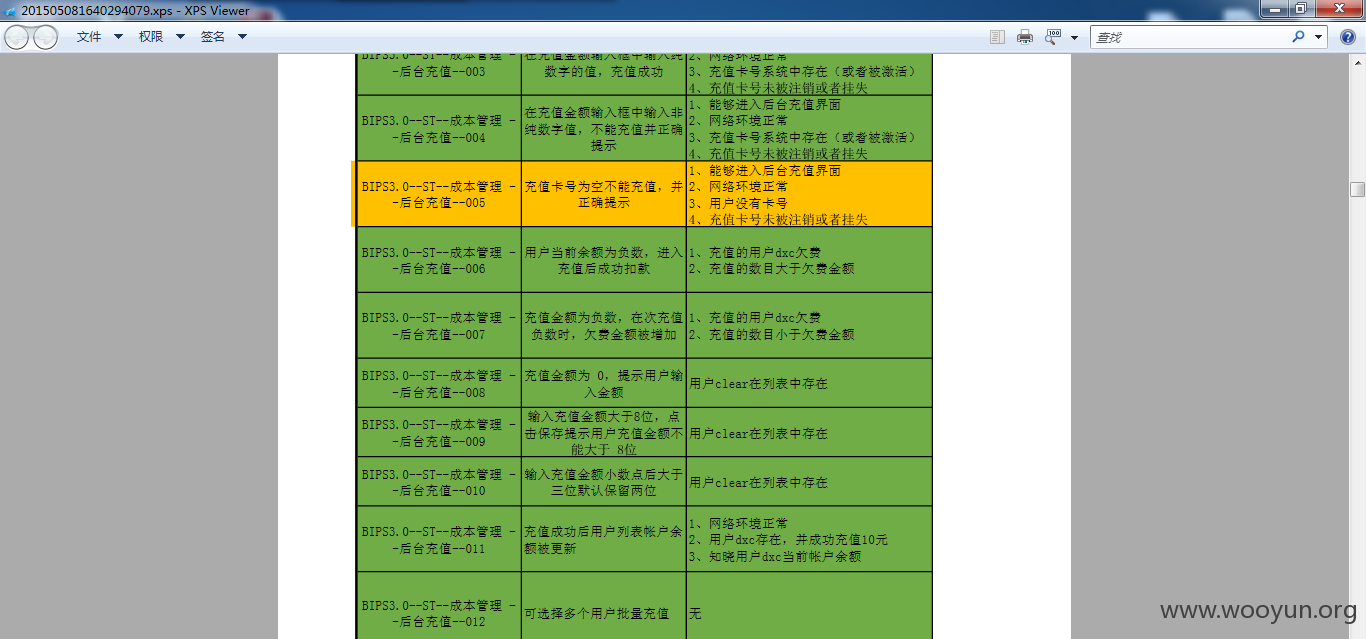 201505081640294079.xps - XPS Viewer
文件 权限 签名
查找
BIPS3.0--ST--成本管理 -
-后台充值--003
在充值金额输入框中输入纯
数字的值，充值成功
2、网络环境正常
3、充值卡号系统中存在（或者被激活）
4、充值卡号未被注销或者挂失
BIPS3.0--ST--成本管理 -
-后台充值--004
在充值金额输入框中输入非
纯数字值，不能充值并正确
提示
1、能够进入后台充值界面
2、网络环境正常
3、充值卡号系统中存在（或者被激活）
4、充值卡号未被注销或者挂失
BIPS3.0--ST--成本管理 -
-后台充值--005
充值卡号为空不能充值，并
正确提示
1、能够进入后台充值界面
2、网络环境正常
3、用户没有卡号
4、充值卡号未被注销或者挂失
BIPS3.0--ST--成本管理 -
-后台充值--006
用户当前余额为负数，进入
充值后成功扣款
1、充值的用户dxc欠费
2、充值的数目大于欠费金额
BIPS3.0--ST--成本管理 -
-后台充值--007
充值金额为负数，在次充值
负数时，欠费金额被增加
1、充值的用户dxc欠费
2、充值的数目小于欠费金额
BIPS3.0--ST--成本管理 -
-后台充值--008
充值金额为 0，提示用户输
入金额
用户clear在列表中存在
BIPS3.0--ST--成本管理 -
-后台充值--009
输入充值金额大于8位，点
击保存提示用户充值金额不
能大于 8位
用户clear在列表中存在
BIPS3.0--ST--成本管理 -
-后台充值--010
输入充值金额小数点后大于
三位默认保留两位
用户clear在列表中存在
BIPS3.0--ST--成本管理 -
-后台充值--011
充值成功后用户列表帐户余
额被更新
1、网络环境正常
2、用户dxc存在，并成功充值10元
3、知晓用户dxc当前帐户余额
BIPS3.0--ST--成本管理 -
-后台充值--012
可选择多个用户批量充值
无
www.wooyun.org